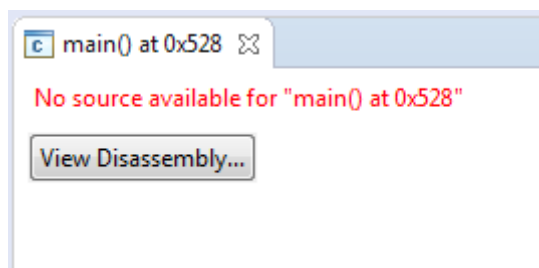 main() at 0x528
No source available for "main() at 0x528"
View Disassembly...